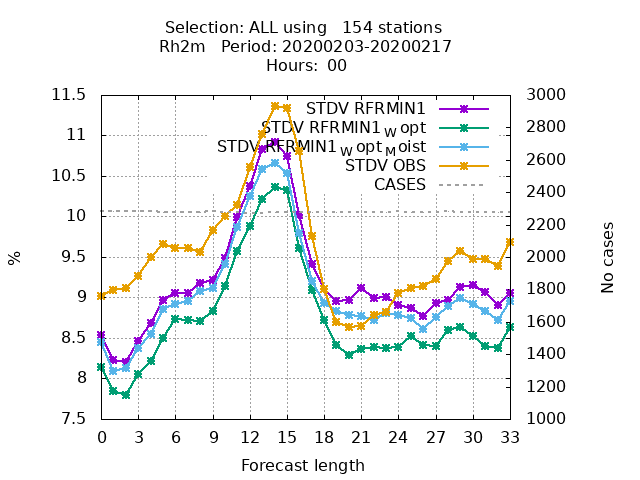 Selection: ALL using   154 stations
Rh2m   Period: 20200203-20200217
Hours: 00
11.5
11
10.5
10
9.5
9
8.5
8
7.5
%
3000
2800
2600
2400
2200
2000
1800
1600
1400
1200
1000
No cases
STDV RFRMIN1
STDV RFRMIN1_W opt
STDV RFRMIN1_W opt_M oist
STDV OBS
CASES
0 3 6 9 12 15 18 21 24 27 30 33
Forecast length